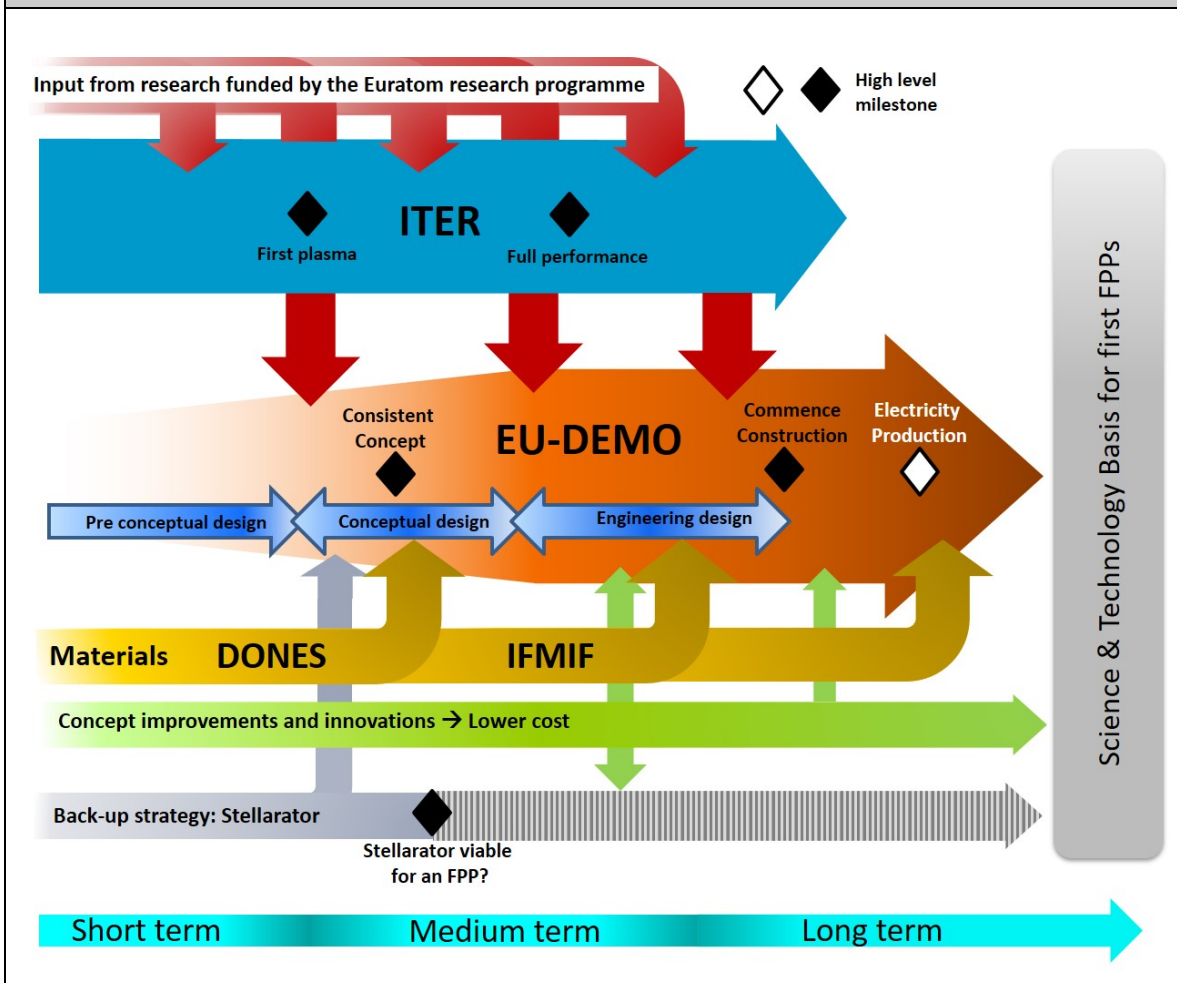 Input from research funded by the Euratom research programme
High level
milestone
ITER
First plasma
Full performance
Consistent
Concept
EU-DEMO
Commence
Construction
Electricity
Production
Pre conceptual design
Conceptual design
Engineering design
Materials
DONES
IFMIF
Concept improvements and innovations → Lower cost
Back-up strategy: Stellarator
Stellarator viable
for an FPP?
Short term
Medium term
Long term
Science & Technology Basis for first FPPs